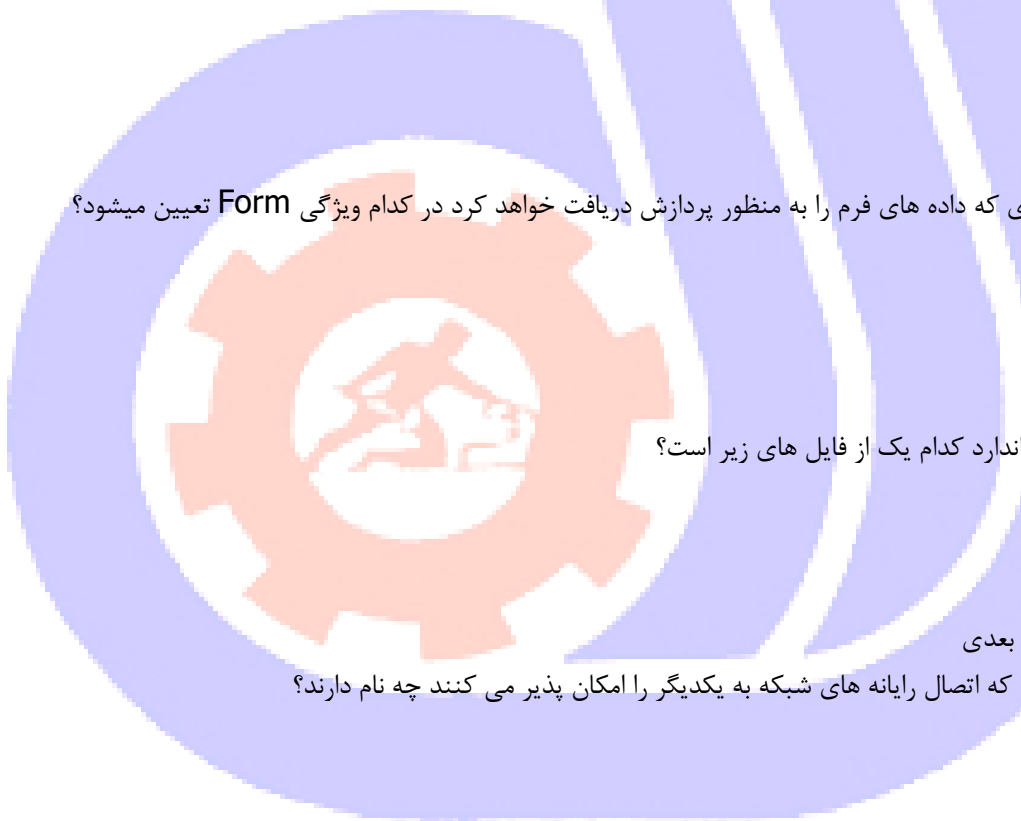 که داده های فرم را به منظور پردازش دریافت خواهد کرد در کدام ویژگی Form تعیین میشود؟
کدام یک از فایل های زیر است؟
بعدی
که اتصال رایانه های شبکه به یکدیگر را امکان پذیر می کنند چه نام دارند؟